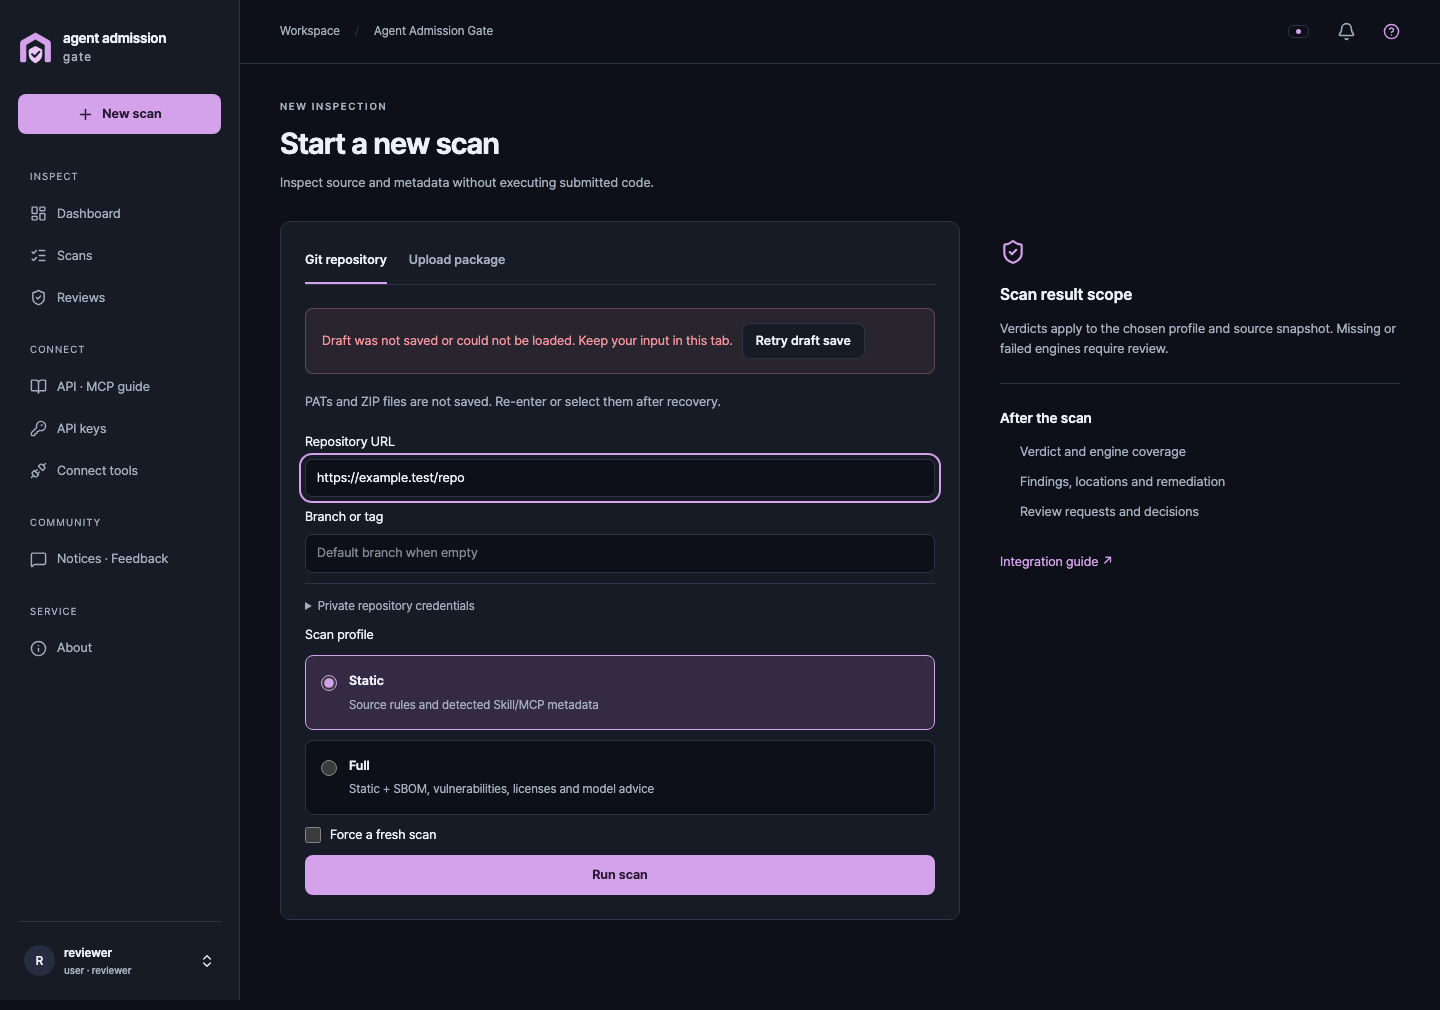 agent admission
gate
New scan
INSPECT
Dashboard
Scans
Reviews
CONNECT
API · MCP guide
API keys
Connect tools
COMMUNITY
Notices · Feedback
SERVICE
About
R
reviewer
user · reviewer
Workspace / Agent Admission Gate
NEW INSPECTION
Start a new scan
Inspect source and metadata without executing submitted code.
Git repository
Upload package
Draft was not saved or could not be loaded. Keep your input in this tab.
Retry draft save
PATs and ZIP files are not saved. Re-enter or select them after recovery.
Repository URL
https://example.test/repo
Branch or tag
Default branch when empty
Private repository credentials
Scan profile
Static
Source rules and detected Skill/MCP metadata
Full
Static + SBOM, vulnerabilities, licenses and model advice
Force a fresh scan
Run scan
Scan result scope
Verdicts apply to the chosen profile and source snapshot. Missing or
failed engines require review.
After the scan
Verdict and engine coverage
Findings, locations and remediation
Review requests and decisions
Integration guide ↗